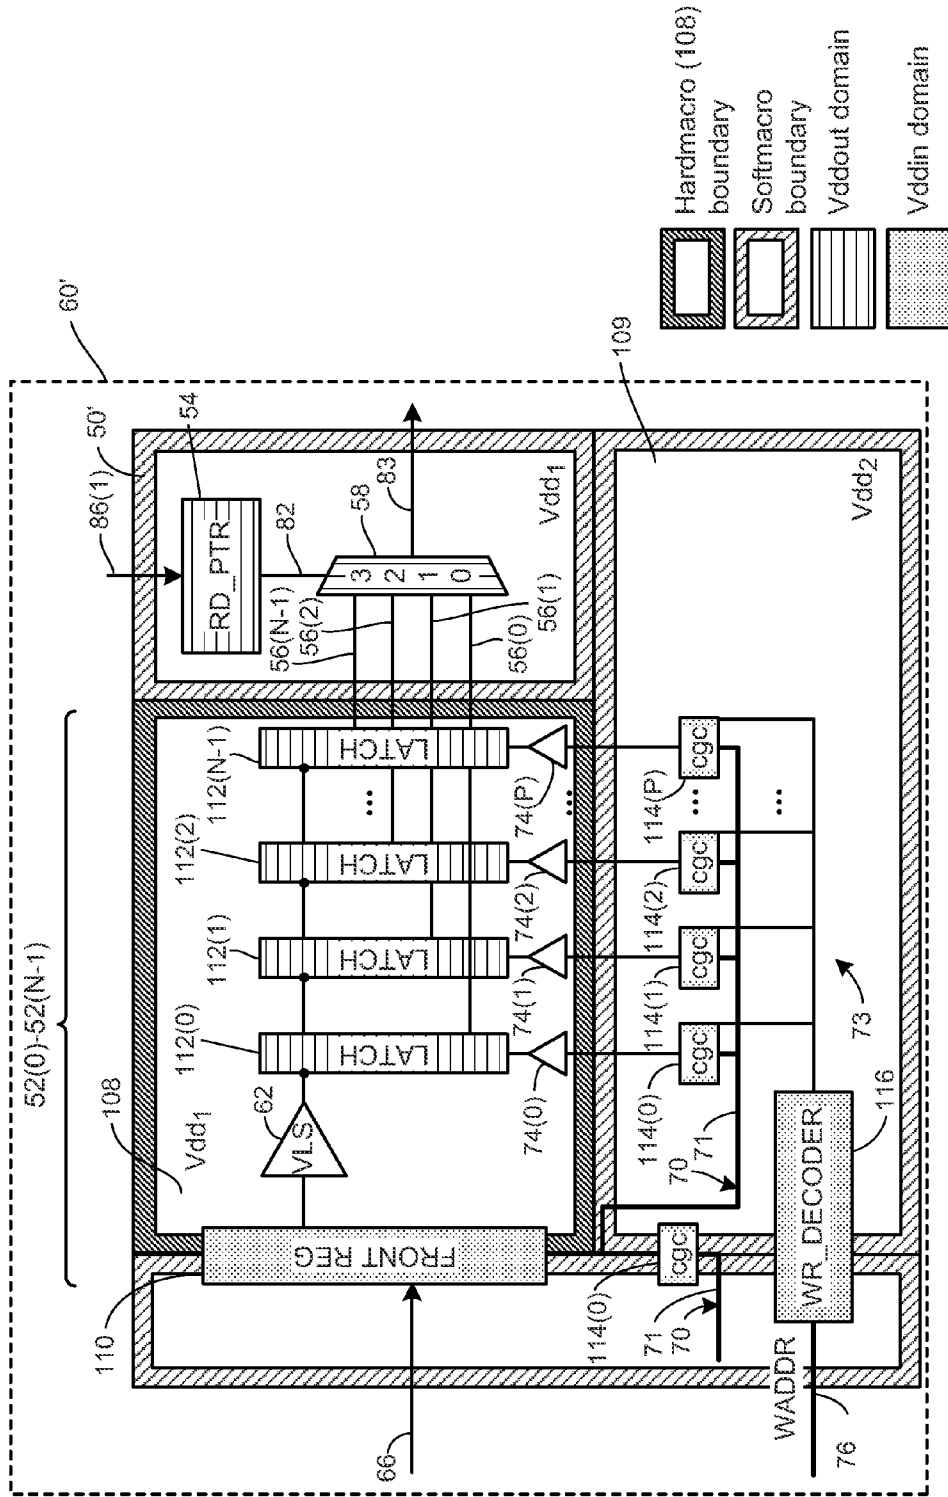 60'
52(0)-52(N-1)
108
112(0)
112(1)
112(2)
112(N-1)
86(1)
50'
54
RD_PTR
82
58
83
3
2
1
0
56(N-1)
56(2)
56(1)
56(0)
Vdd1
110
FRONT REG
66
Vdd1
62
VLS
LATCH
LATCH
LATCH
...
LATCH
74(0)
74(1)
74(2)
...
74(P)
cgc
114(0)
71
70
cgc
cgc
cgc
...
cgc
114(0)
114(1)
114(2)
114(P)
70
71
...
73
109
Vdd2
WADDR
76
WR_DECODER
116
Hardmacro (108)
boundary
Softmacro
boundary
Vddout domain
Vddin domain